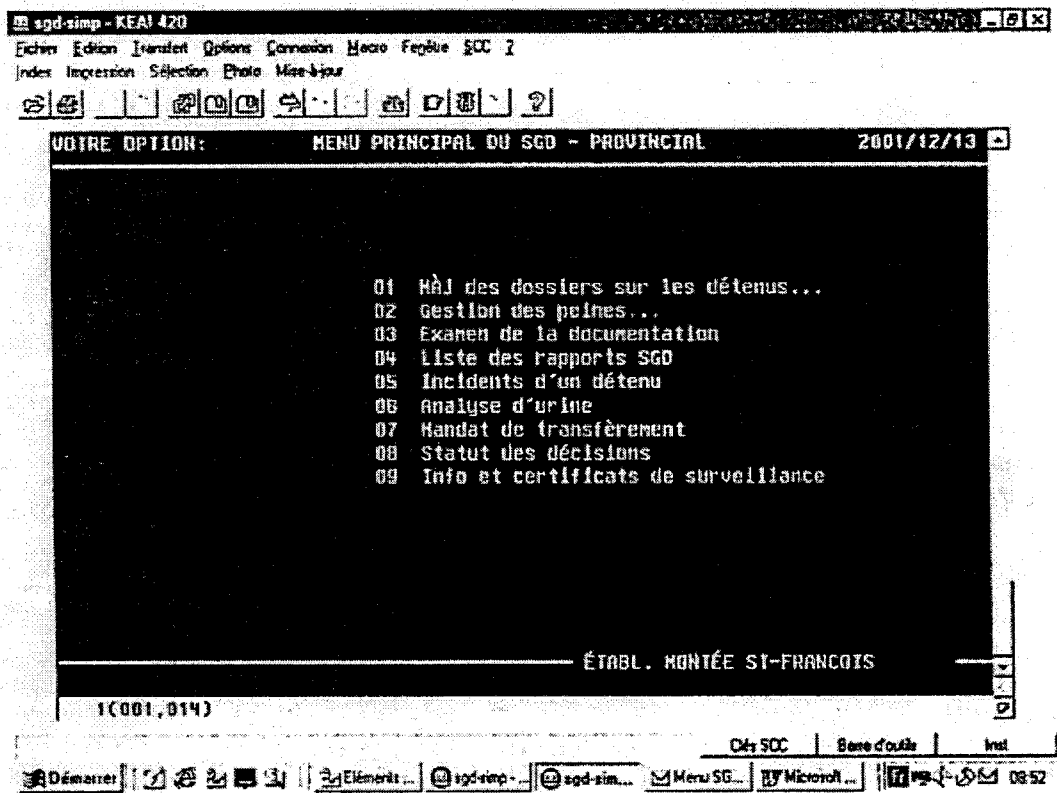 sgd-simp - KEA! 420
Fichier Edition Transfert Options Connexion Macro Fenêtre SCC ?
Index Impression Sélection Photo Mise-à-jour
VOTRE OPTION: MENU PRINCIPAL DU SGD - PROVINCIAL 2001/12/13
01 MÀJ des dossiers sur les détenus...
02 Gestion des peines...
03 Examen de la documentation
04 Liste des rapports SGD
05 Incidents d'un détenu
06 Analyse d'urine
07 Mandat de transfèrement
08 Statut des décisions
09 Info et certificats de surveillance
ÉTABL. MONTÉE ST-FRANCOIS
1(001,014)
Clés SCC Barre d'outils Inst
Démarrer Eléments ... sgd-simp - ... sgd-sim... Menu SG... Microsoft ... 08:52